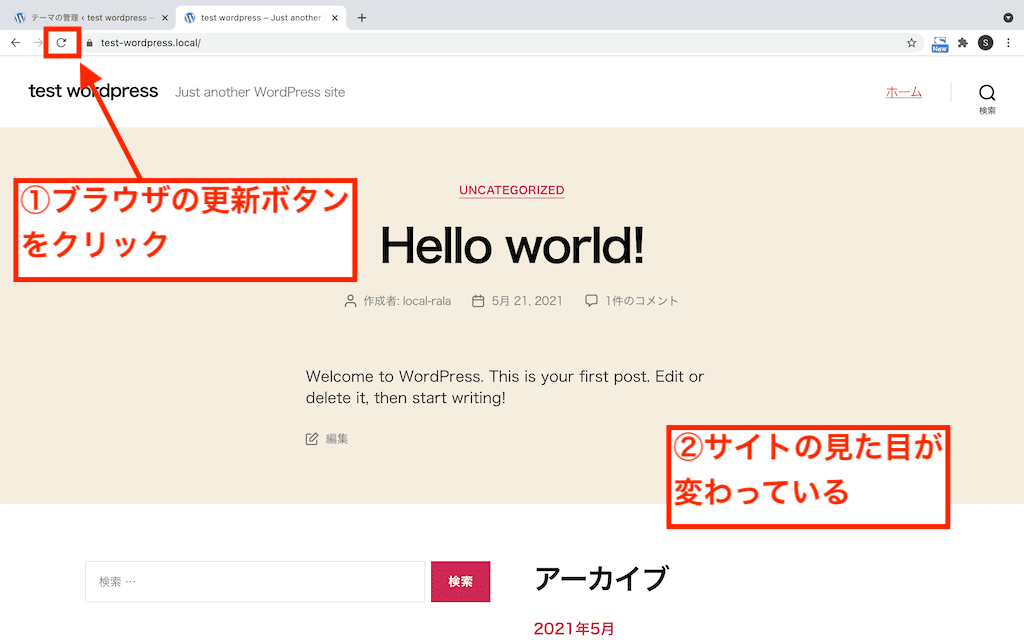 テーマの管理 ‹ test wordpress –
test wordpress – Just another
test-wordpress.local/
New
S
test wordpress
Just another WordPress site
ホーム
検索
①ブラウザの更新ボタン
をクリック
UNCATEGORIZED
Hello world!
作成者: local-rala
5月 21, 2021
1件のコメント
Welcome to WordPress. This is your first post. Edit or
delete it, then start writing!
編集
②サイトの見た目が
変わっている
検索 …
検索
アーカイブ
2021年5月